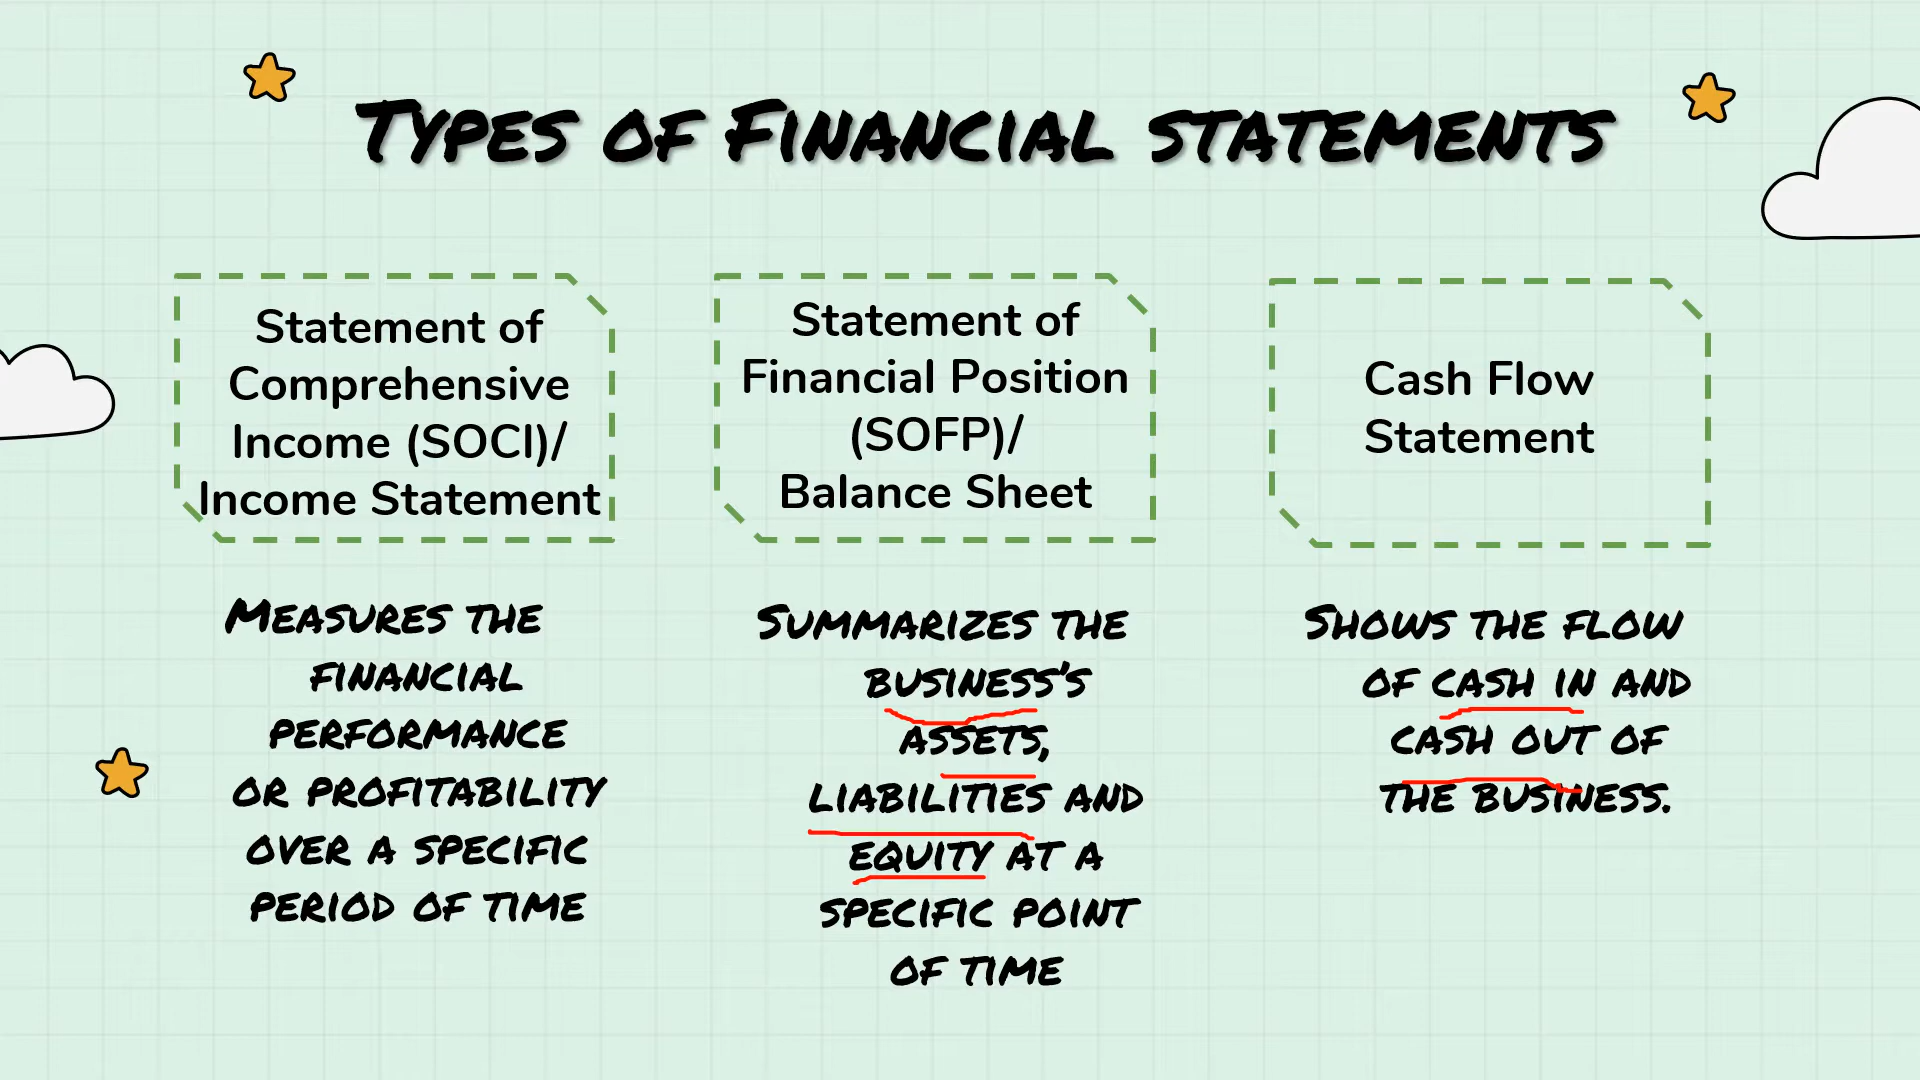 Types of Financial statements
Statement of
Comprehensive
Income (SOCI)/
Income Statement
Measures the
financial
performance
or profitability
over a specific
period of time
Statement of
Financial Position
(SOFP)/
Balance Sheet
Summarizes the
business's
assets,
liabilities and
equity at a
specific point
of time
Cash Flow
Statement
Shows the flow
of cash in and
cash out of
the business.